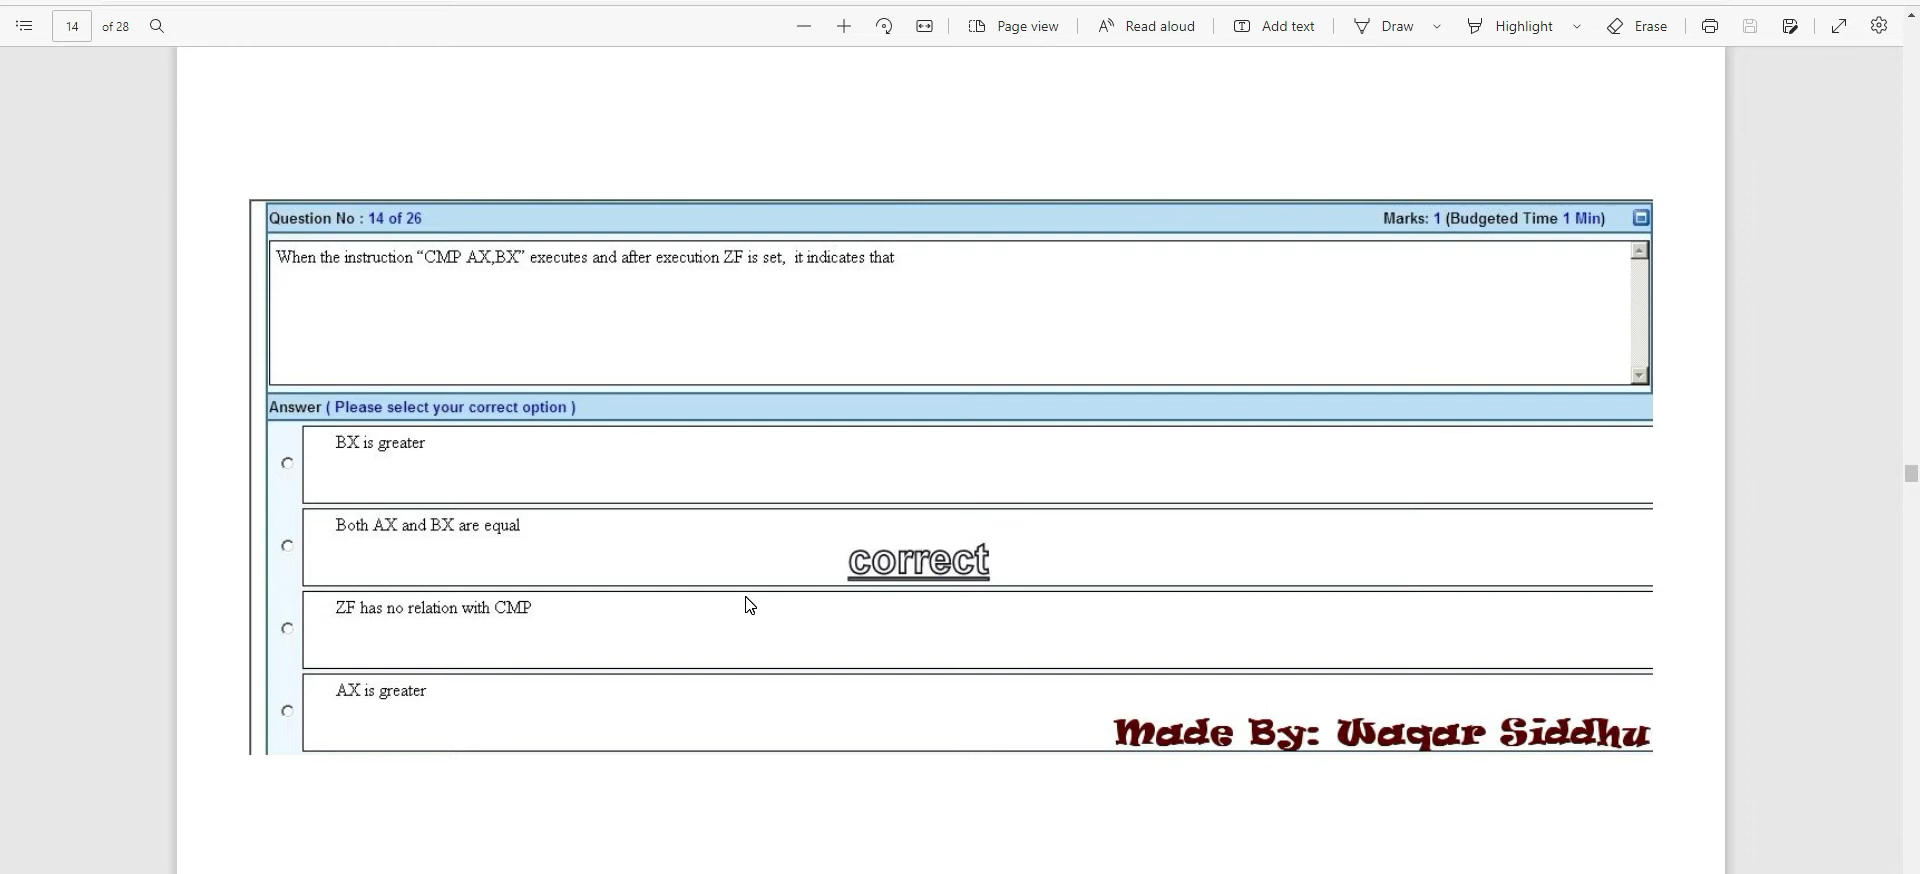 14 of 28 Page view Read aloud Add text Draw Highlight Erase
Question No : 14 of 26 Marks: 1 (Budgeted Time 1 Min)
When the instruction “CMP AX,BX” executes and after execution ZF is set, it indicates that
Answer ( Please select your correct option )
BX is greater
Both AX and BX are equal
correct
ZF has no relation with CMP
AX is greater
Made By: Waqar Siddhu